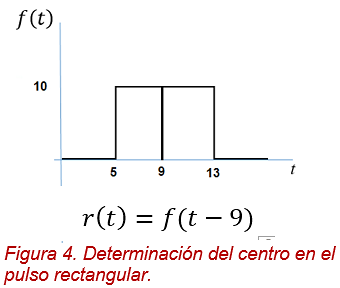 f(t)
10
5 9 13 t
r(t) = f(t − 9)
Figura 4. Determinación del centro en el
pulso rectangular.